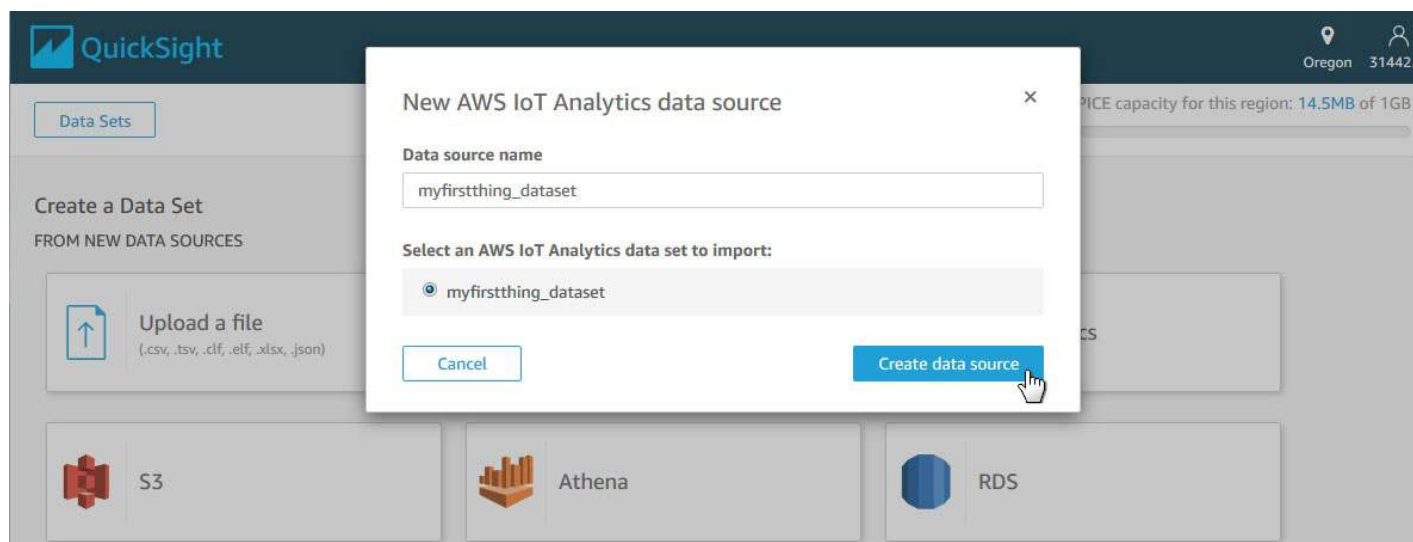 QuickSight
Oregon
31442
Data Sets
PICE capacity for this region: 14.5MB of 1GB
New AWS IoT Analytics data source
Data source name
myfirstthing_dataset
Select an AWS IoT Analytics data set to import:
myfirstthing_dataset
Cancel
Create data source
Create a Data Set
FROM NEW DATA SOURCES
Upload a file
(.csv, .tsv, .clf, .elf, .xlsx, .json)
cs
S3
Athena
RDS